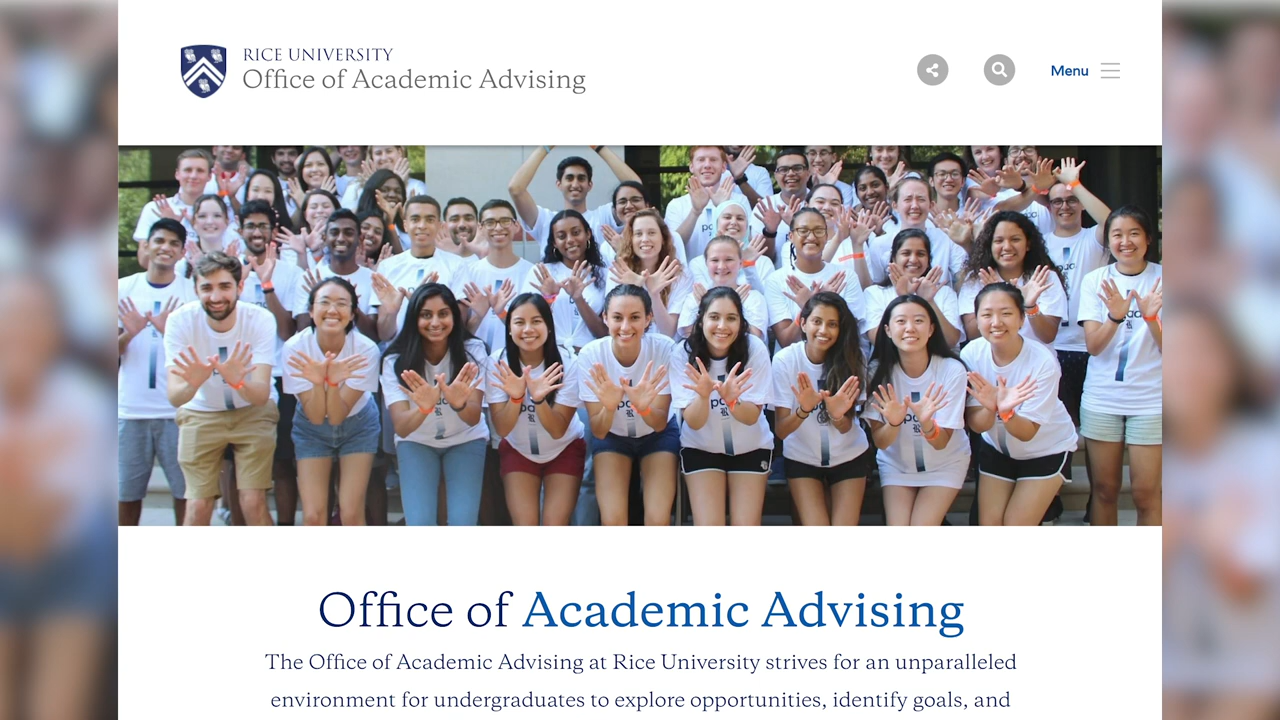 RICE UNIVERSITY
Office of Academic Advising
Menu
Office of Academic Advising
The Office of Academic Advising at Rice University strives for an unparalleled
environment for undergraduates to explore opportunities, identify goals, and